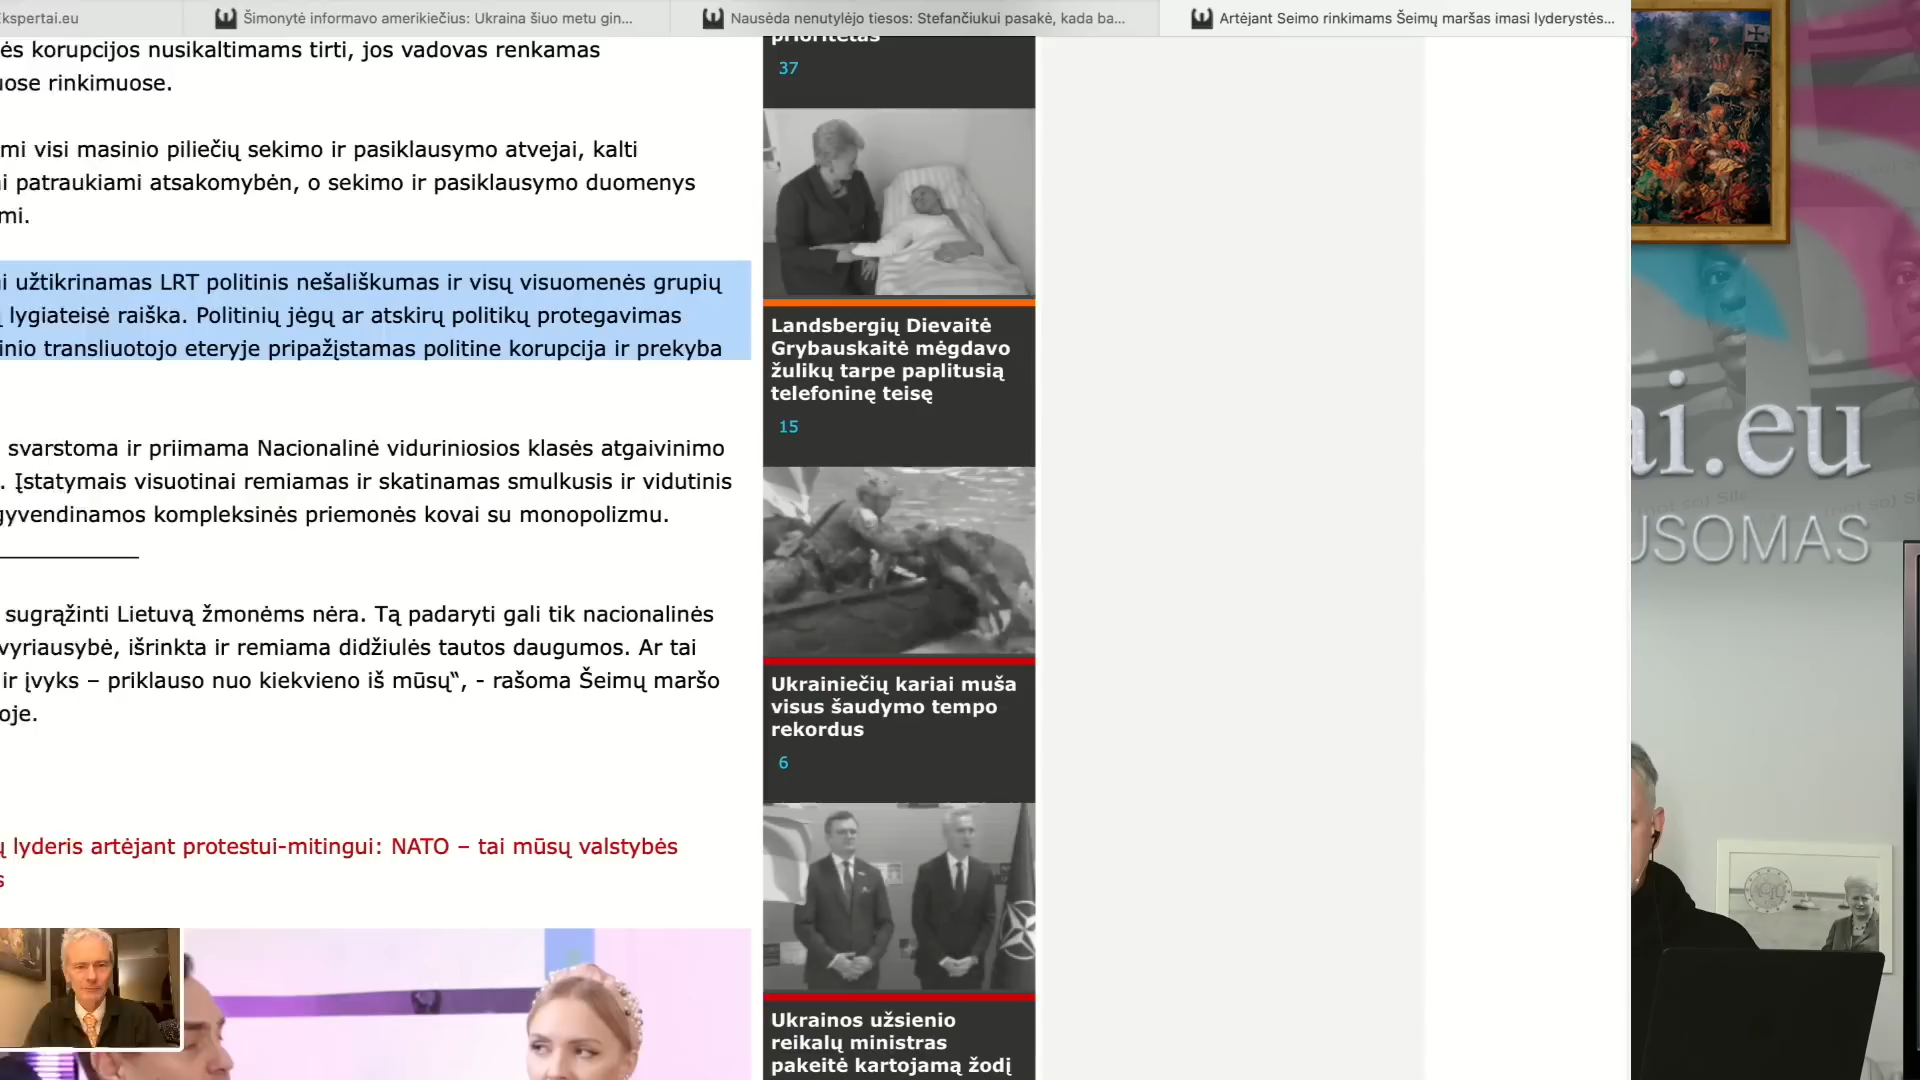 Ekspertai.eu
Šimonytė informavo amerikiečius: Ukraina šiuo metu gin...
Nausėda nenutylėjo tiesos: Stefančiukui pasakė, kada ba...
Artėjant Seimo rinkimams Šeimų maršas imasi lyderystės...
ės korupcijos nusikaltimams tirti, jos vadovas renkamas
uose rinkimuose.
mi visi masinio piliečių sekimo ir pasiklausymo atvejai, kalti
i patraukiami atsakomybėn, o sekimo ir pasiklausymo duomenys
mi.
i užtikrinamas LRT politinis nešališkumas ir visų visuomenės grupių
ų lygiateisė raiška. Politinių jėgų ar atskirų politikų protegavimas
inio transliuotojo eteryje pripažįstamas politine korupcija ir prekyba
svarstoma ir priimama Nacionalinė viduriniosios klasės atgaivinimo
. Įstatymais visuotinai remiamas ir skatinamas smulkusis ir vidutinis
gyvendinamos kompleksinės priemonės kovai su monopolizmu.
sugrąžinti Lietuvą žmonėms nėra. Tą padaryti gali tik nacionalinės
vyriausybė, išrinkta ir remiama didžiulės tautos daugumos. Ar tai
ir įvyks – priklauso nuo kiekvieno iš mūsų“, - rašoma Šeimų maršo
oje.
ų lyderis artėjant protestui-mitingui: NATO – tai mūsų valstybės
s
prioritetas
37
Landsbergių Dievaitė
Grybauskaitė mėgdavo
žulikų tarpe paplitusią
telefoninę teisę
15
Ukrainiečių kariai muša
visus šaudymo tempo
rekordus
6
Ukrainos užsienio
reikalų ministras
pakeitė kartojamą žodį
ai.eu
USOMAS